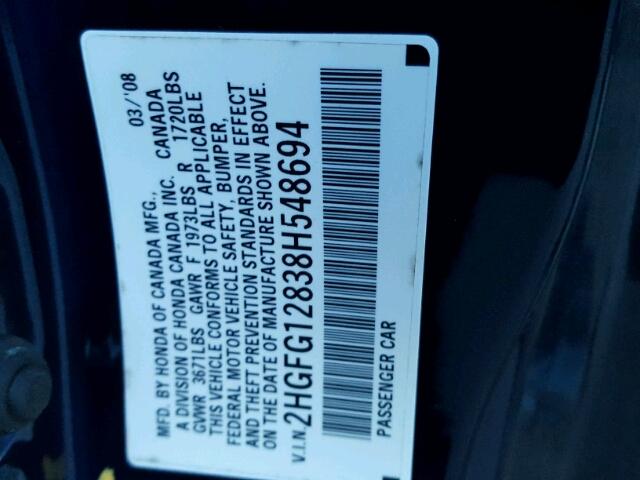 MFD. BY HONDA OF CANADA MFG., 03/'08
A DIVISION OF HONDA CANADA INC. CANADA
GVWR 3671LBS GAWR F 1973LBS R 1720LBS
THIS VEHICLE CONFORMS TO ALL APPLICABLE
FEDERAL MOTOR VEHICLE SAFETY, BUMPER,
AND THEFT PREVENTION STANDARDS IN EFFECT
ON THE DATE OF MANUFACTURE SHOWN ABOVE.
V.I.N. 2HGFG12838H548694
PASSENGER CAR